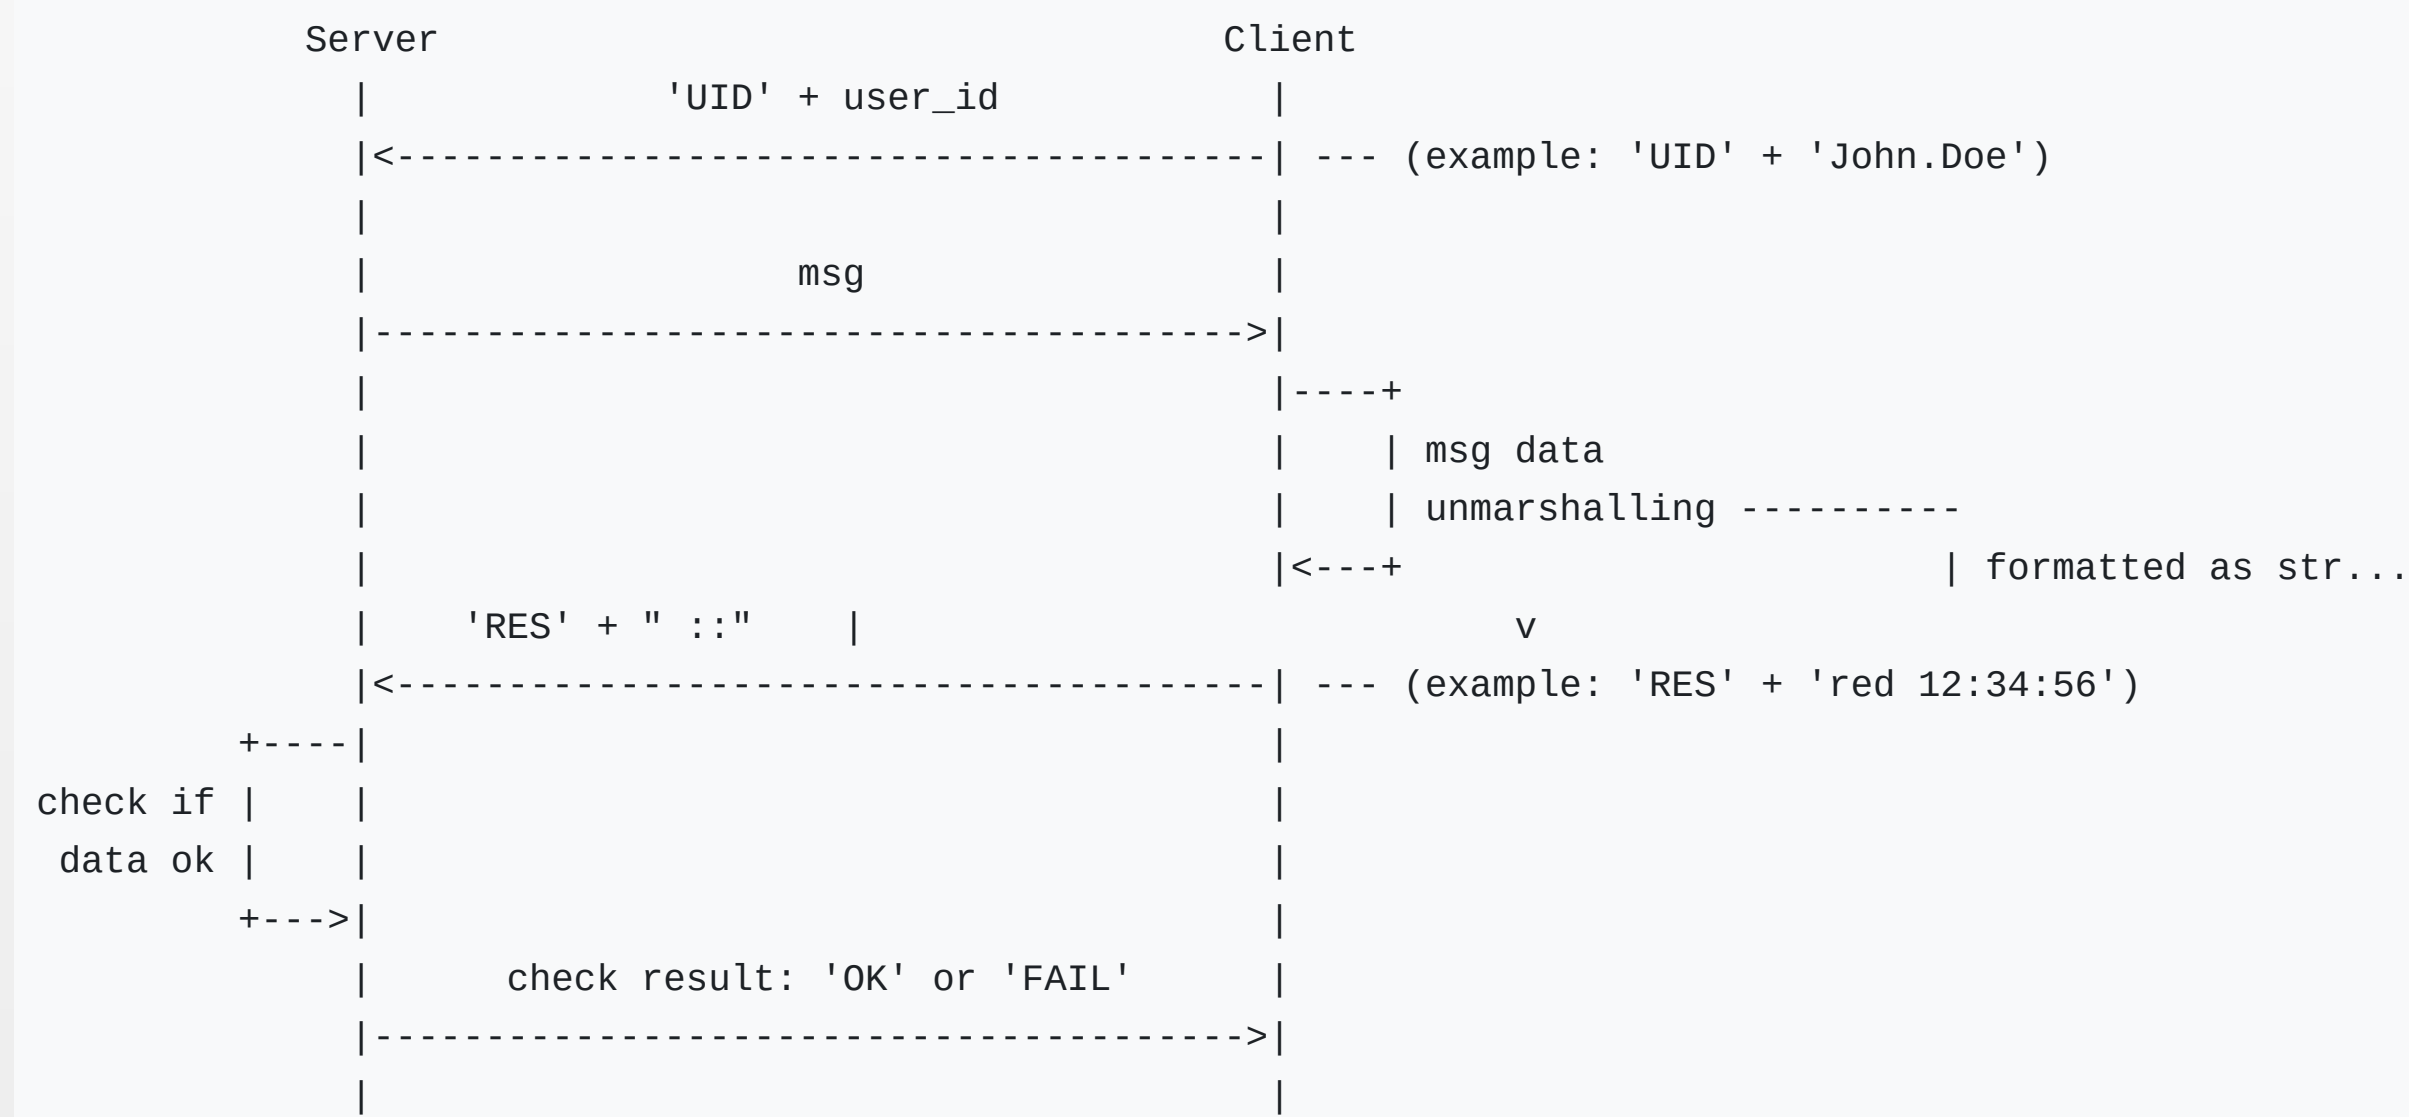 Server                                   Client
|             'UID' + user_id            |
|<---------------------------------------| --- (example: 'UID' + 'John.Doe')
|                                        |
|                   msg                  |
|--------------------------------------->|
|                                        |----+
|                                        |    | msg data
|                                        |    | unmarshalling ----------
|                                        |<---+                        | formatted as str...
|    'RES' + " ::"    |                             v
|<---------------------------------------| --- (example: 'RES' + 'red 12:34:56')
+----|                                        |
check if |    |                                        |
data ok |    |                                        |
+--->|                                        |
|      check result: 'OK' or 'FAIL'      |
|--------------------------------------->|
|                                        |